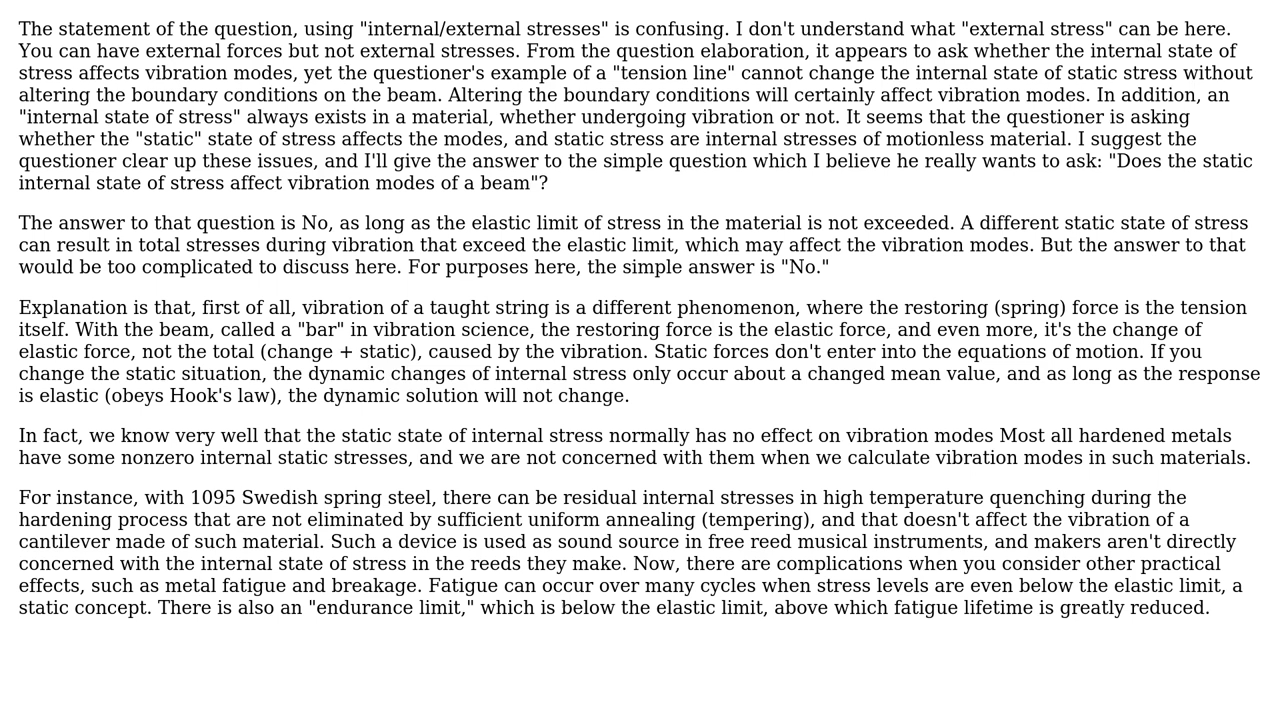 The statement of the question, using "internal/external stresses" is confusing. I don't understand what "external stress" can be here.
You can have external forces but not external stresses. From the question elaboration, it appears to ask whether the internal state of
stress affects vibration modes, yet the questioner's example of a "tension line" cannot change the internal state of static stress without
altering the boundary conditions on the beam. Altering the boundary conditions will certainly affect vibration modes. In addition, an
"internal state of stress" always exists in a material, whether undergoing vibration or not. It seems that the questioner is asking
whether the "static" state of stress affects the modes, and static stress are internal stresses of motionless material. I suggest the
questioner clear up these issues, and I'll give the answer to the simple question which I believe he really wants to ask: "Does the static
internal state of stress affect vibration modes of a beam"?
The answer to that question is No, as long as the elastic limit of stress in the material is not exceeded. A different static state of stress
can result in total stresses during vibration that exceed the elastic limit, which may affect the vibration modes. But the answer to that
would be too complicated to discuss here. For purposes here, the simple answer is "No."
Explanation is that, first of all, vibration of a taught string is a different phenomenon, where the restoring (spring) force is the tension
itself. With the beam, called a "bar" in vibration science, the restoring force is the elastic force, and even more, it's the change of
elastic force, not the total (change + static), caused by the vibration. Static forces don't enter into the equations of motion. If you
change the static situation, the dynamic changes of internal stress only occur about a changed mean value, and as long as the response
is elastic (obeys Hook's law), the dynamic solution will not change.
In fact, we know very well that the static state of internal stress normally has no effect on vibration modes Most all hardened metals
have some nonzero internal static stresses, and we are not concerned with them when we calculate vibration modes in such materials.
For instance, with 1095 Swedish spring steel, there can be residual internal stresses in high temperature quenching during the
hardening process that are not eliminated by sufficient uniform annealing (tempering), and that doesn't affect the vibration of a
cantilever made of such material. Such a device is used as sound source in free reed musical instruments, and makers aren't directly
concerned with the internal state of stress in the reeds they make. Now, there are complications when you consider other practical
effects, such as metal fatigue and breakage. Fatigue can occur over many cycles when stress levels are even below the elastic limit, a
static concept. There is also an "endurance limit," which is below the elastic limit, above which fatigue lifetime is greatly reduced.